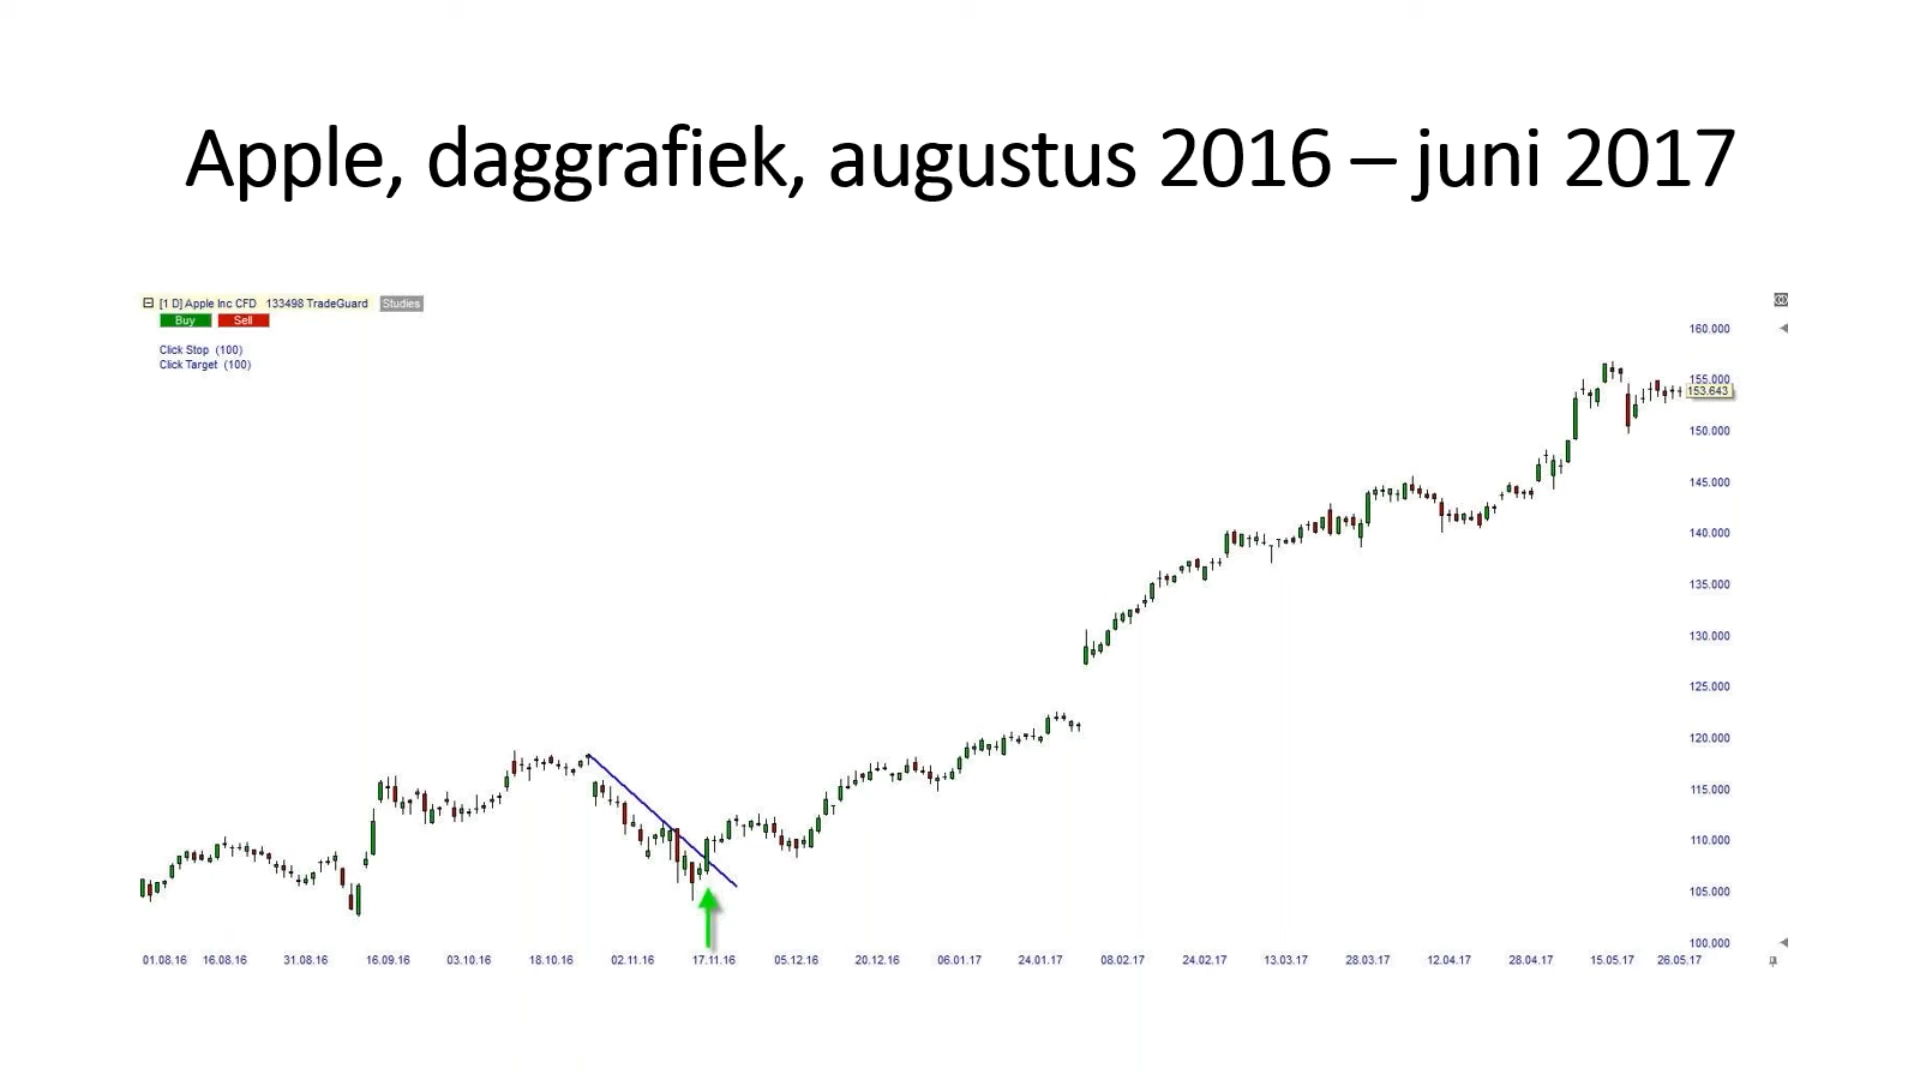 Apple, daggrafiek, augustus 2016 – juni 2017
[1 D] Apple Inc CFD 133498 TradeGuard Studies
Buy Sell
Click Stop (100)
Click Target (100)
160.000
155.000
153.643
150.000
145.000
140.000
135.000
130.000
125.000
120.000
115.000
110.000
105.000
100.000
01.08.16 16.08.16 31.08.16 16.09.16 03.10.16 18.10.16 02.11.16 17.11.16 05.12.16 20.12.16 06.01.17 24.01.17 08.02.17 24.02.17 13.03.17 28.03.17 12.04.17 28.04.17 15.05.17 26.05.17